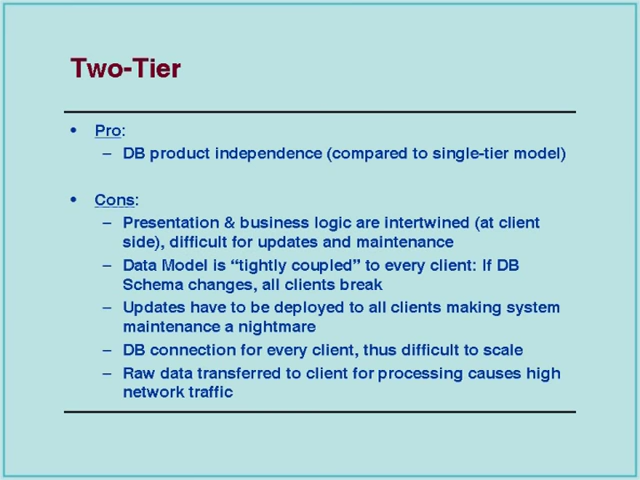 Two-Tier
• Pro:
– DB product independence (compared to single-tier model)
• Cons:
– Presentation & business logic are intertwined (at client
side), difficult for updates and maintenance
– Data Model is “tightly coupled” to every client: If DB
Schema changes, all clients break
– Updates have to be deployed to all clients making system
maintenance a nightmare
– DB connection for every client, thus difficult to scale
– Raw data transferred to client for processing causes high
network traffic